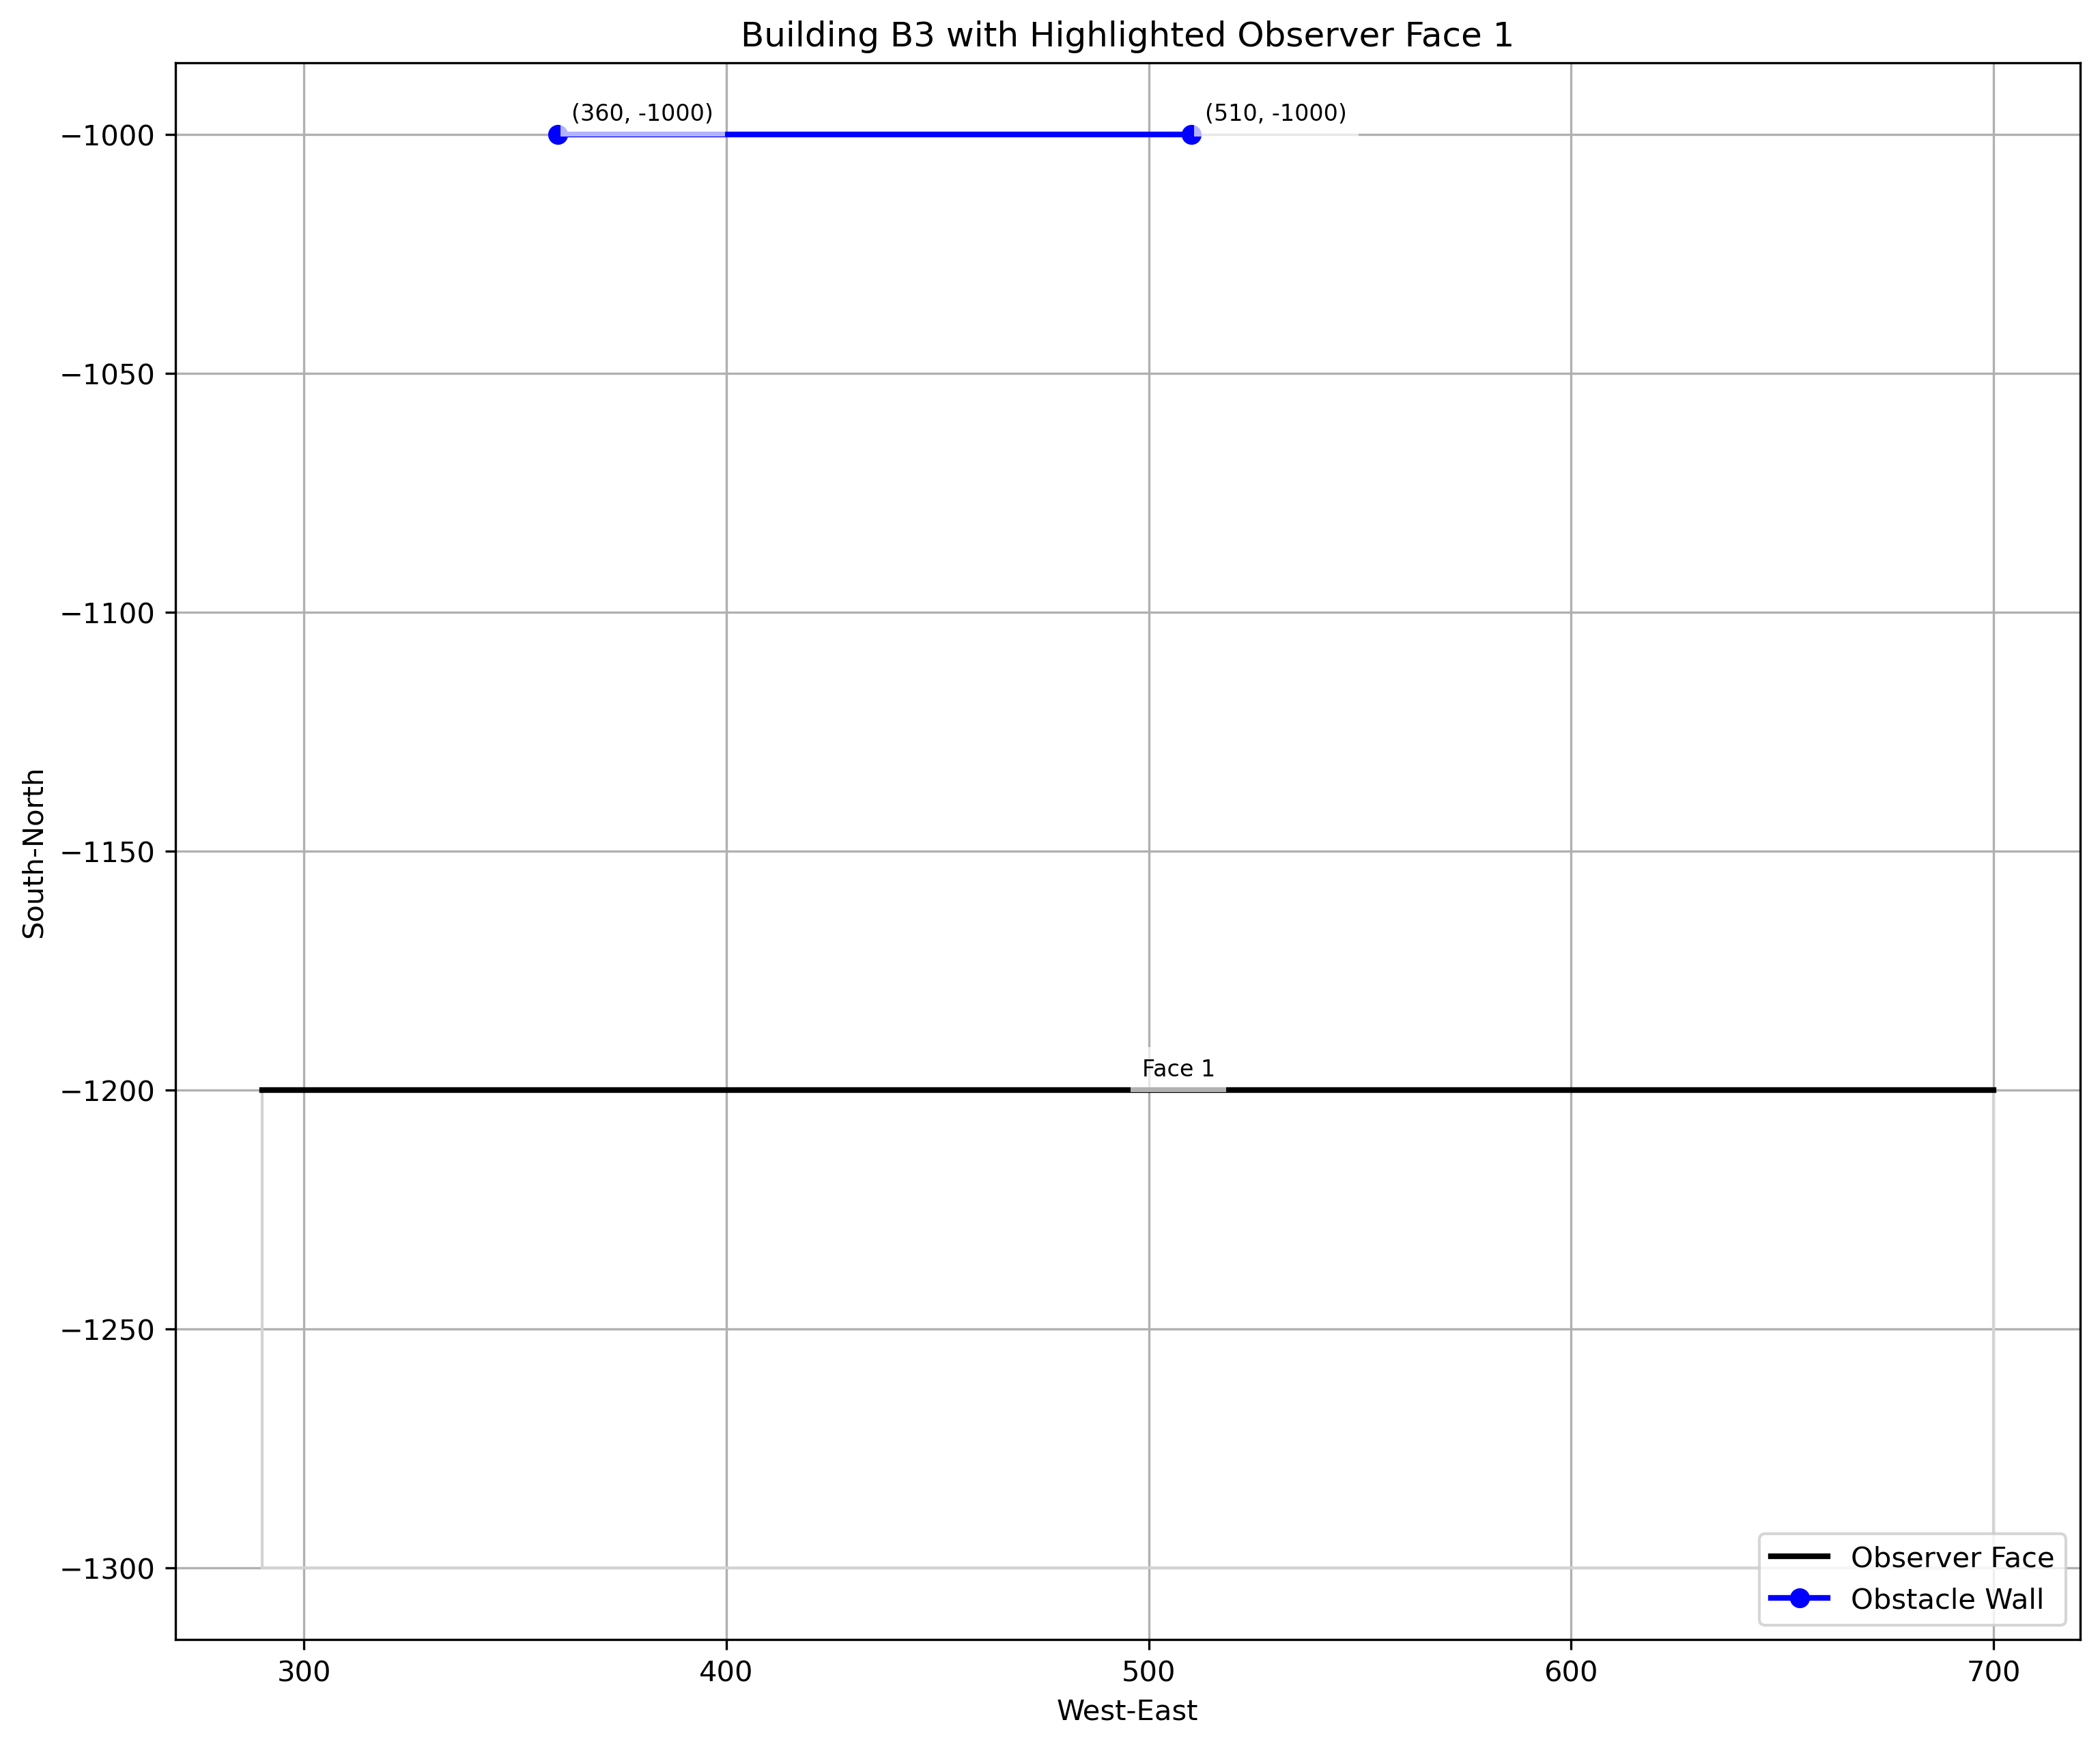 Building B3 with Highlighted Observer Face 1
(360, -1000)
(510, -1000)
−1000
−1050
−1100
−1150
−1200
−1250
−1300
South-North
Face 1
Observer Face
Obstacle Wall
300
400
500
600
700
West-East